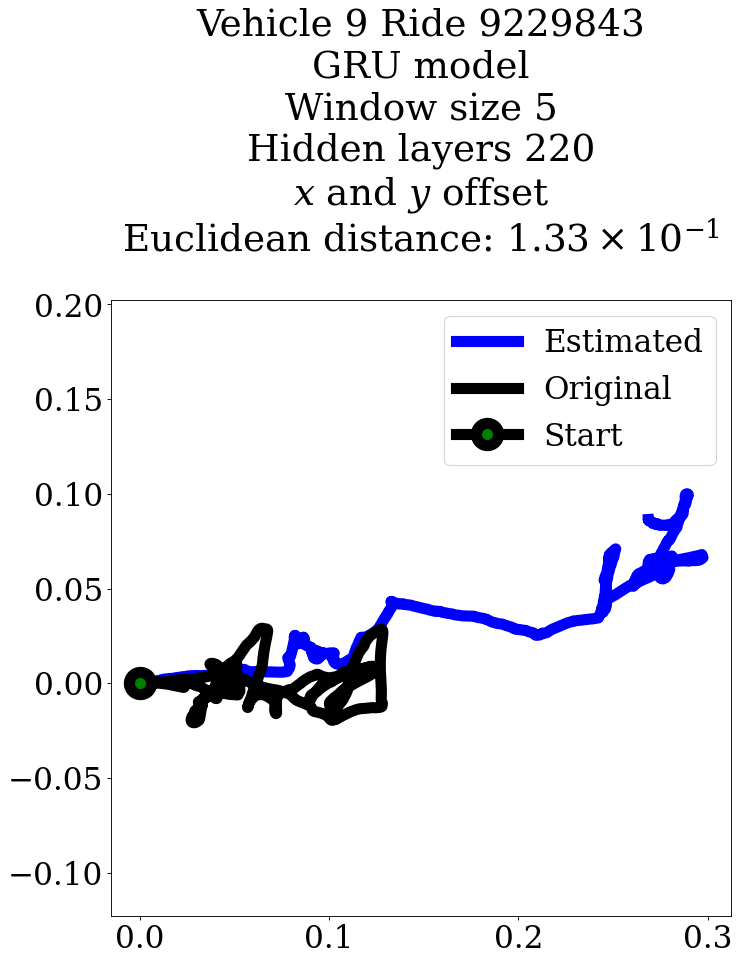 Vehicle 9 Ride 9229843
GRU model
Window size 5
Hidden layers 220
x and y offset
Euclidean distance: 1.33 × 10⁻¹
0.20
0.15
0.10
0.05
0.00
−0.05
−0.10
Estimated
Original
Start
0.0 0.1 0.2 0.3